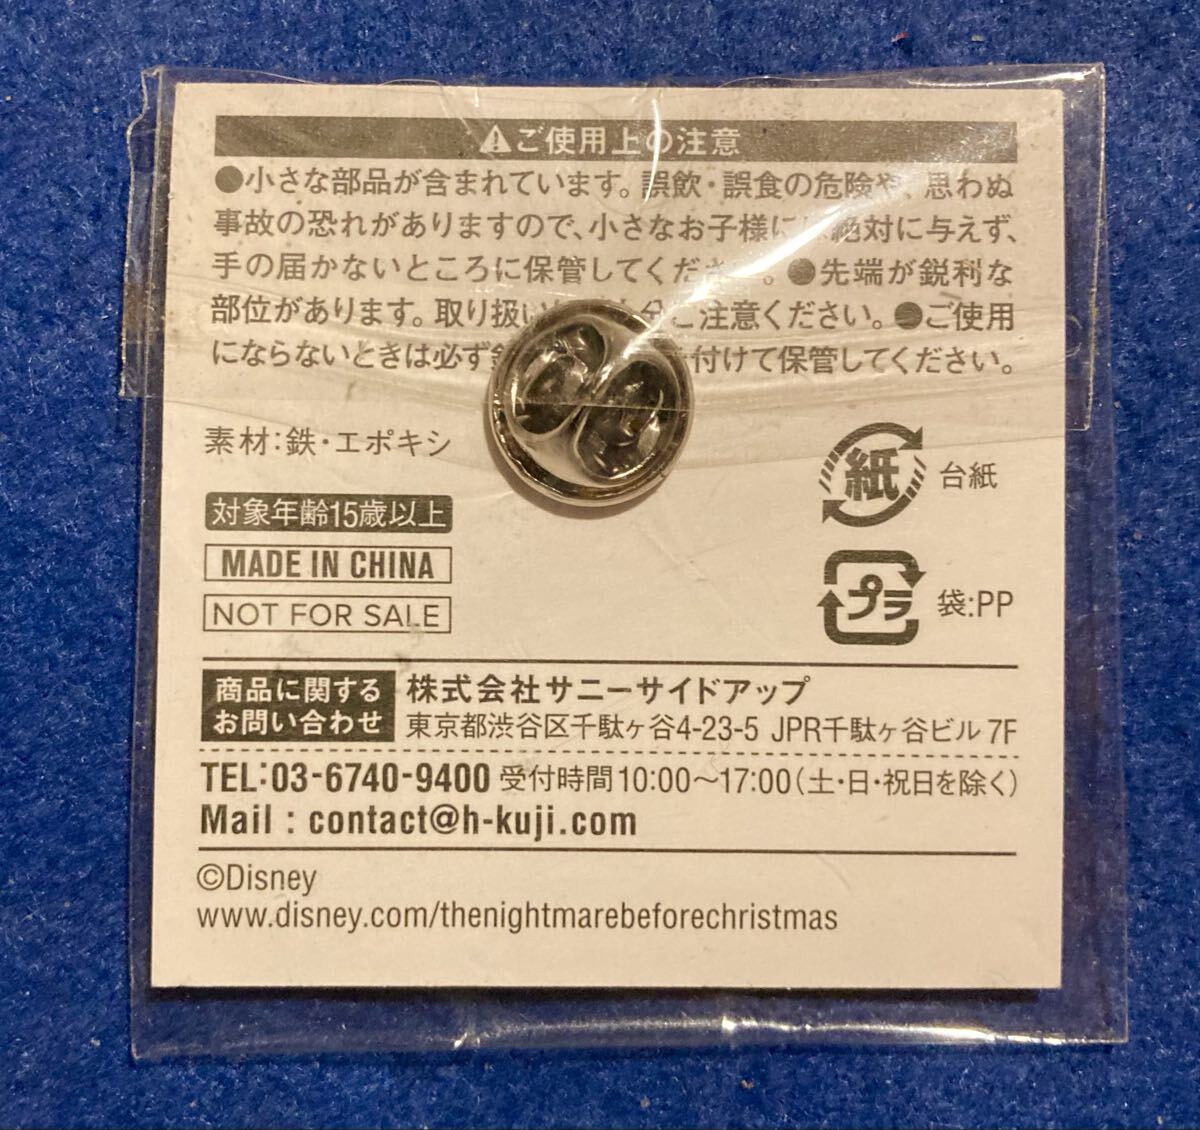 ⚠ご使用上の注意
●小さな部品が含まれています。誤飲・誤食の危険や、思わぬ
事故の恐れがありますので、小さなお子様には絶対に与えず、
手の届かないところに保管してください。●先端が鋭利な
部位があります。取り扱い 分ご注意ください。●ご使用
にならないときは必ず 付けて保管してください。
素材：鉄・エポキシ
対象年齢15歳以上
MADE IN CHINA
NOT FOR SALE
紙 台紙
プラ 袋:PP
商品に関する
お問い合わせ
株式会社サニーサイドアップ
東京都渋谷区千駄ヶ谷4-23-5 JPR千駄ヶ谷ビル 7F
TEL:03-6740-9400 受付時間 10:00～17:00（土・日・祝日を除く）
Mail : contact@h-kuji.com
©Disney
www.disney.com/thenightmarebeforechristmas